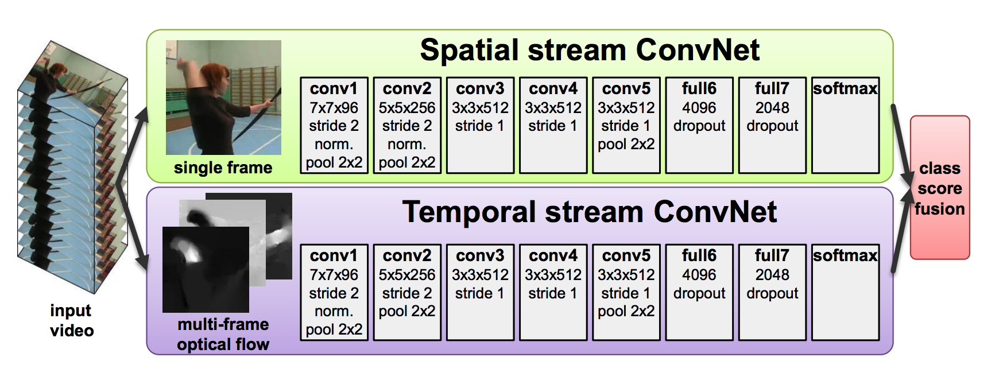 Spatial stream ConvNet
conv1
7x7x96
stride 2
norm.
pool 2x2
conv2
5x5x256
stride 2
norm.
pool 2x2
conv3
3x3x512
stride 1
conv4
3x3x512
stride 1
conv5
3x3x512
stride 1
pool 2x2
full6
4096
dropout
full7
2048
dropout
softmax
single frame
Temporal stream ConvNet
conv1
7x7x96
stride 2
norm.
pool 2x2
conv2
5x5x256
stride 2
pool 2x2
conv3
3x3x512
stride 1
conv4
3x3x512
stride 1
conv5
3x3x512
stride 1
pool 2x2
full6
4096
dropout
full7
2048
dropout
softmax
multi-frame
optical flow
input
video
class
score
fusion